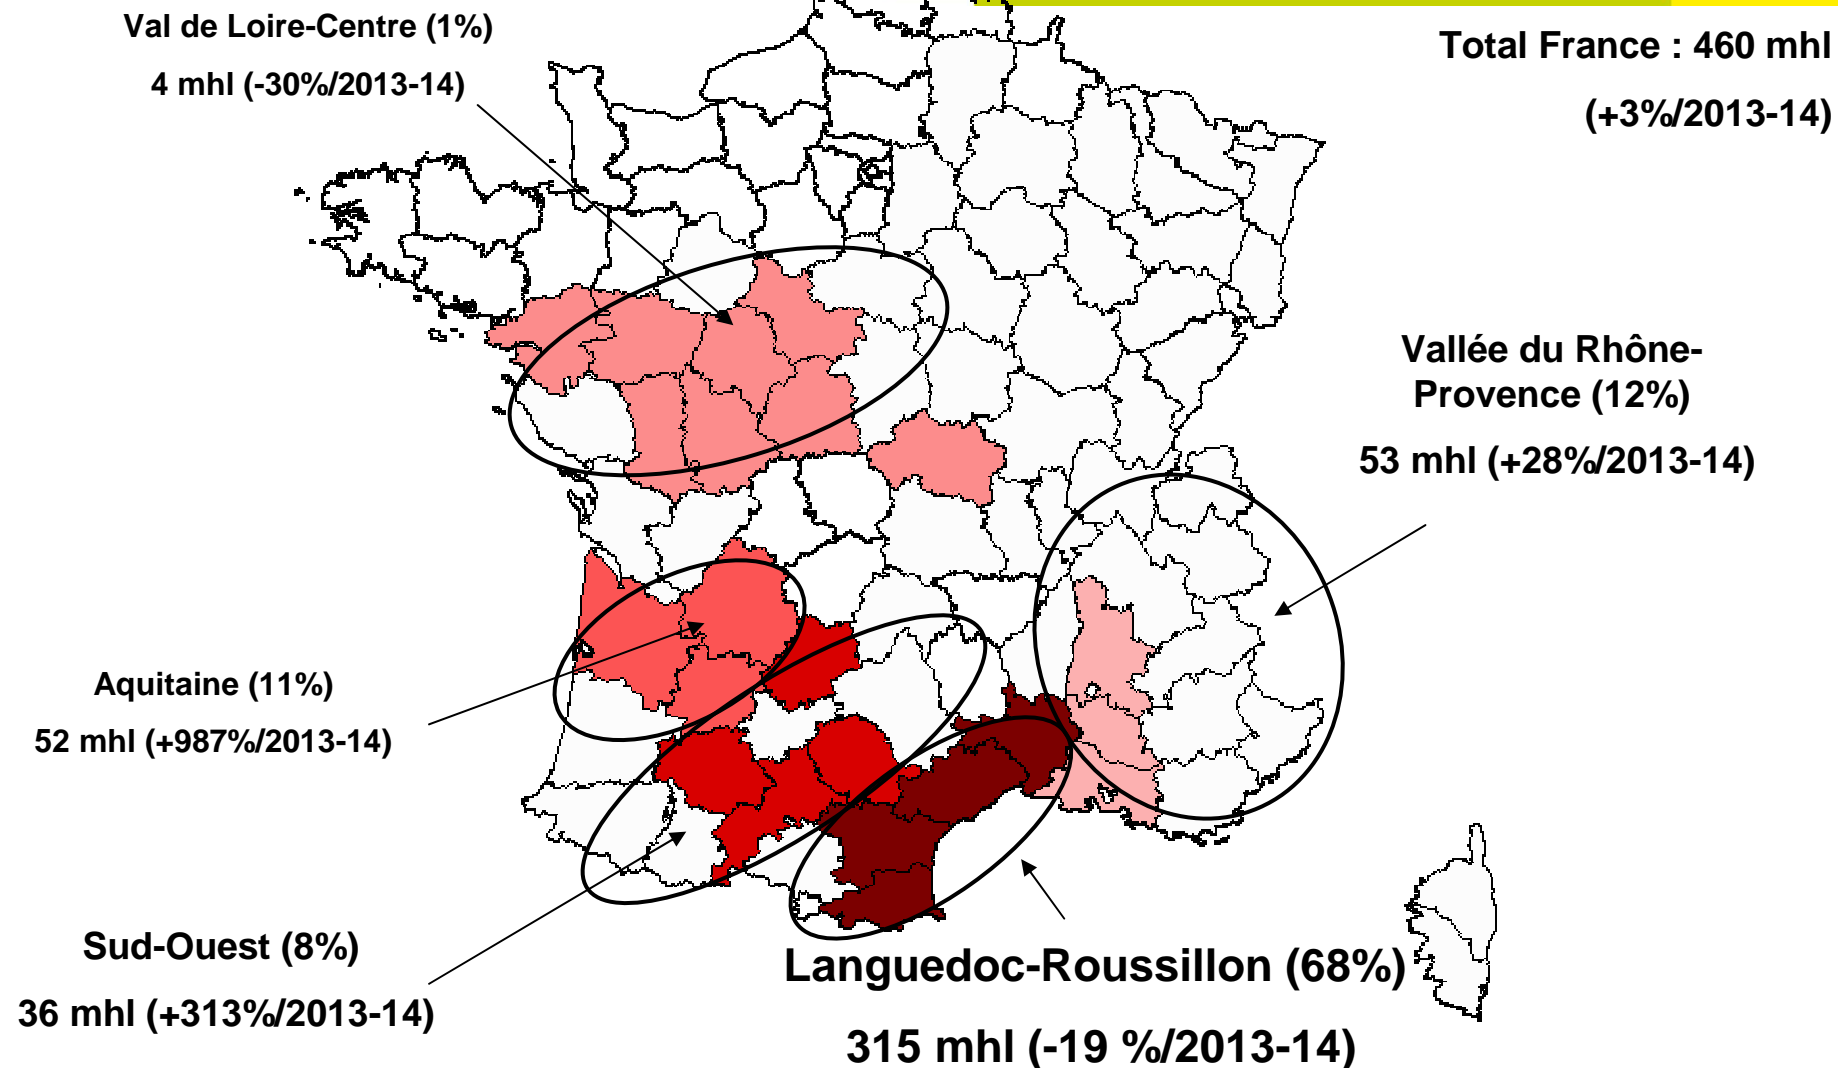 Val de Loire-Centre (1%)
4 mhl (-30%/2013-14)
Total France : 460 mhl
(+3%/2013-14)
Vallée du Rhône-
Provence (12%)
53 mhl (+28%/2013-14)
Aquitaine (11%)
52 mhl (+987%/2013-14)
Sud-Ouest (8%)
36 mhl (+313%/2013-14)
Languedoc-Roussillon (68%)
315 mhl (-19 %/2013-14)